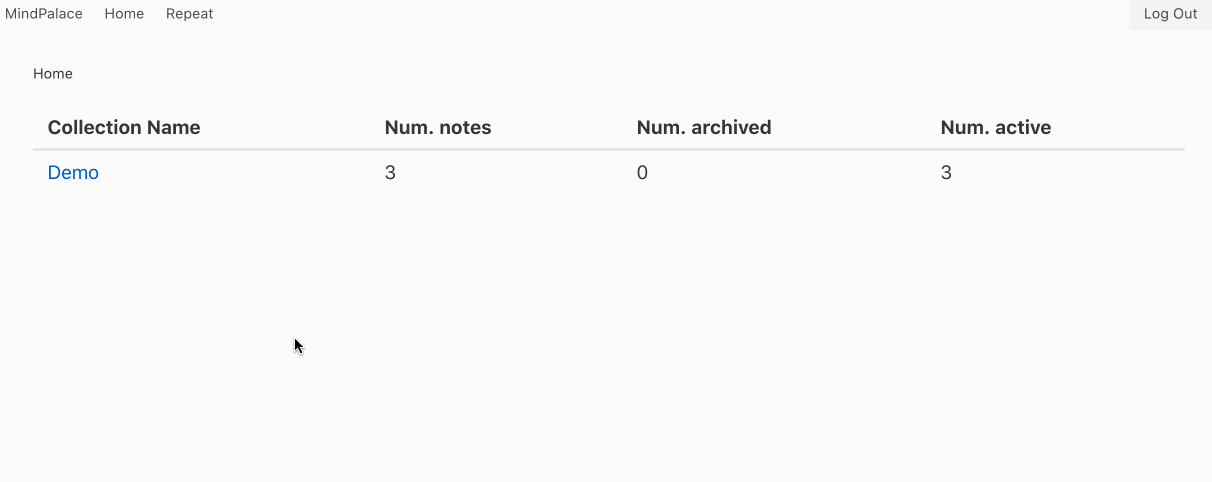 MindPalace Home Repeat Log Out
Home
Collection Name Num. notes Num. archived Num. active
Demo 3 0 3